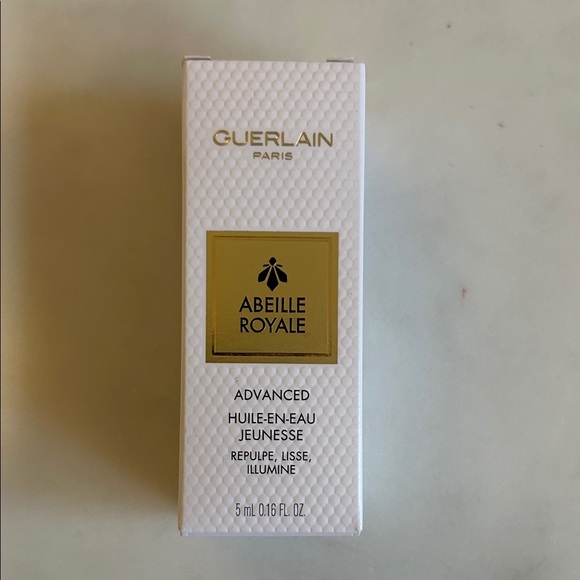 GUERLAIN
PARIS
ABEILLE
ROYALE
ADVANCED
HUILE-EN-EAU
JEUNESSE
REPULPE, LISSE,
ILLUMINE
5 mL 0.16 FL. OZ.